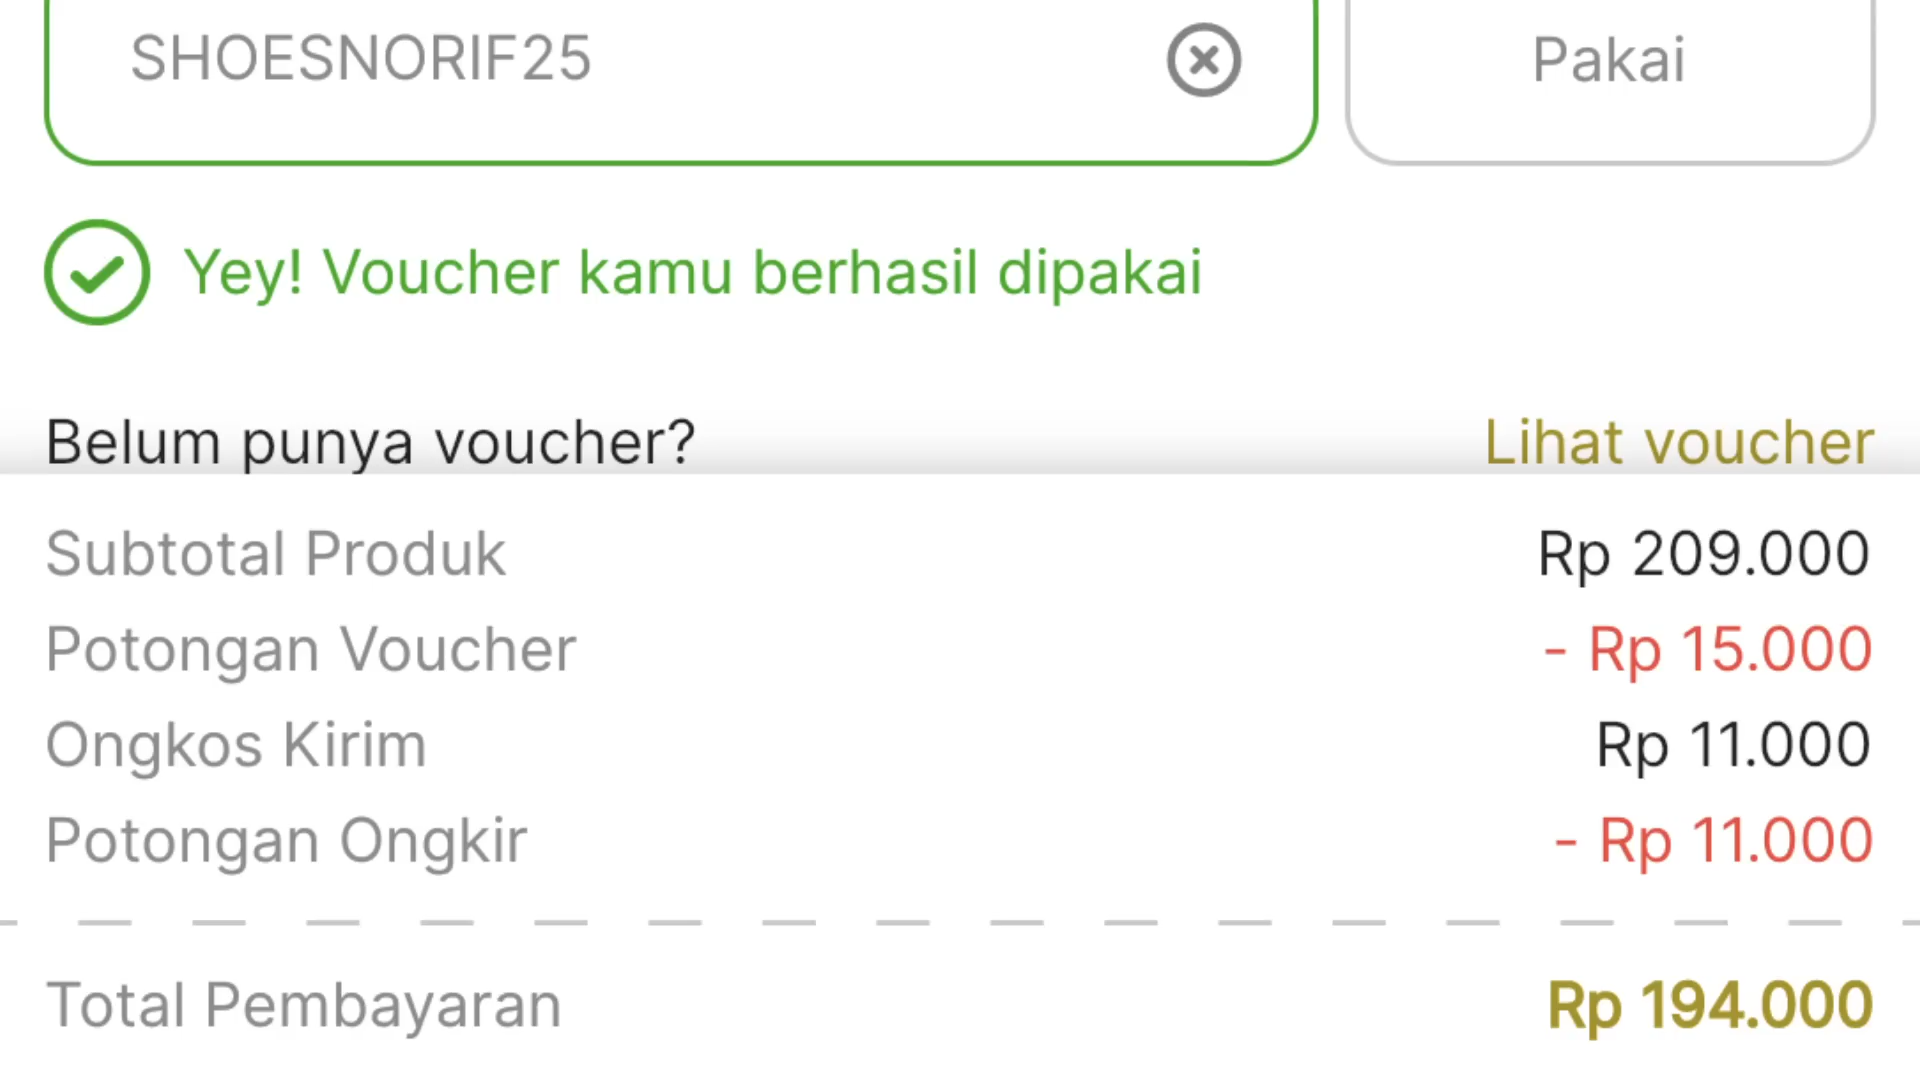 SHOESNORIF25 Pakai
Yey! Voucher kamu berhasil dipakai
Belum punya voucher? Lihat voucher
Subtotal Produk Rp 209.000
Potongan Voucher - Rp 15.000
Ongkos Kirim Rp 11.000
Potongan Ongkir - Rp 11.000
Total Pembayaran Rp 194.000